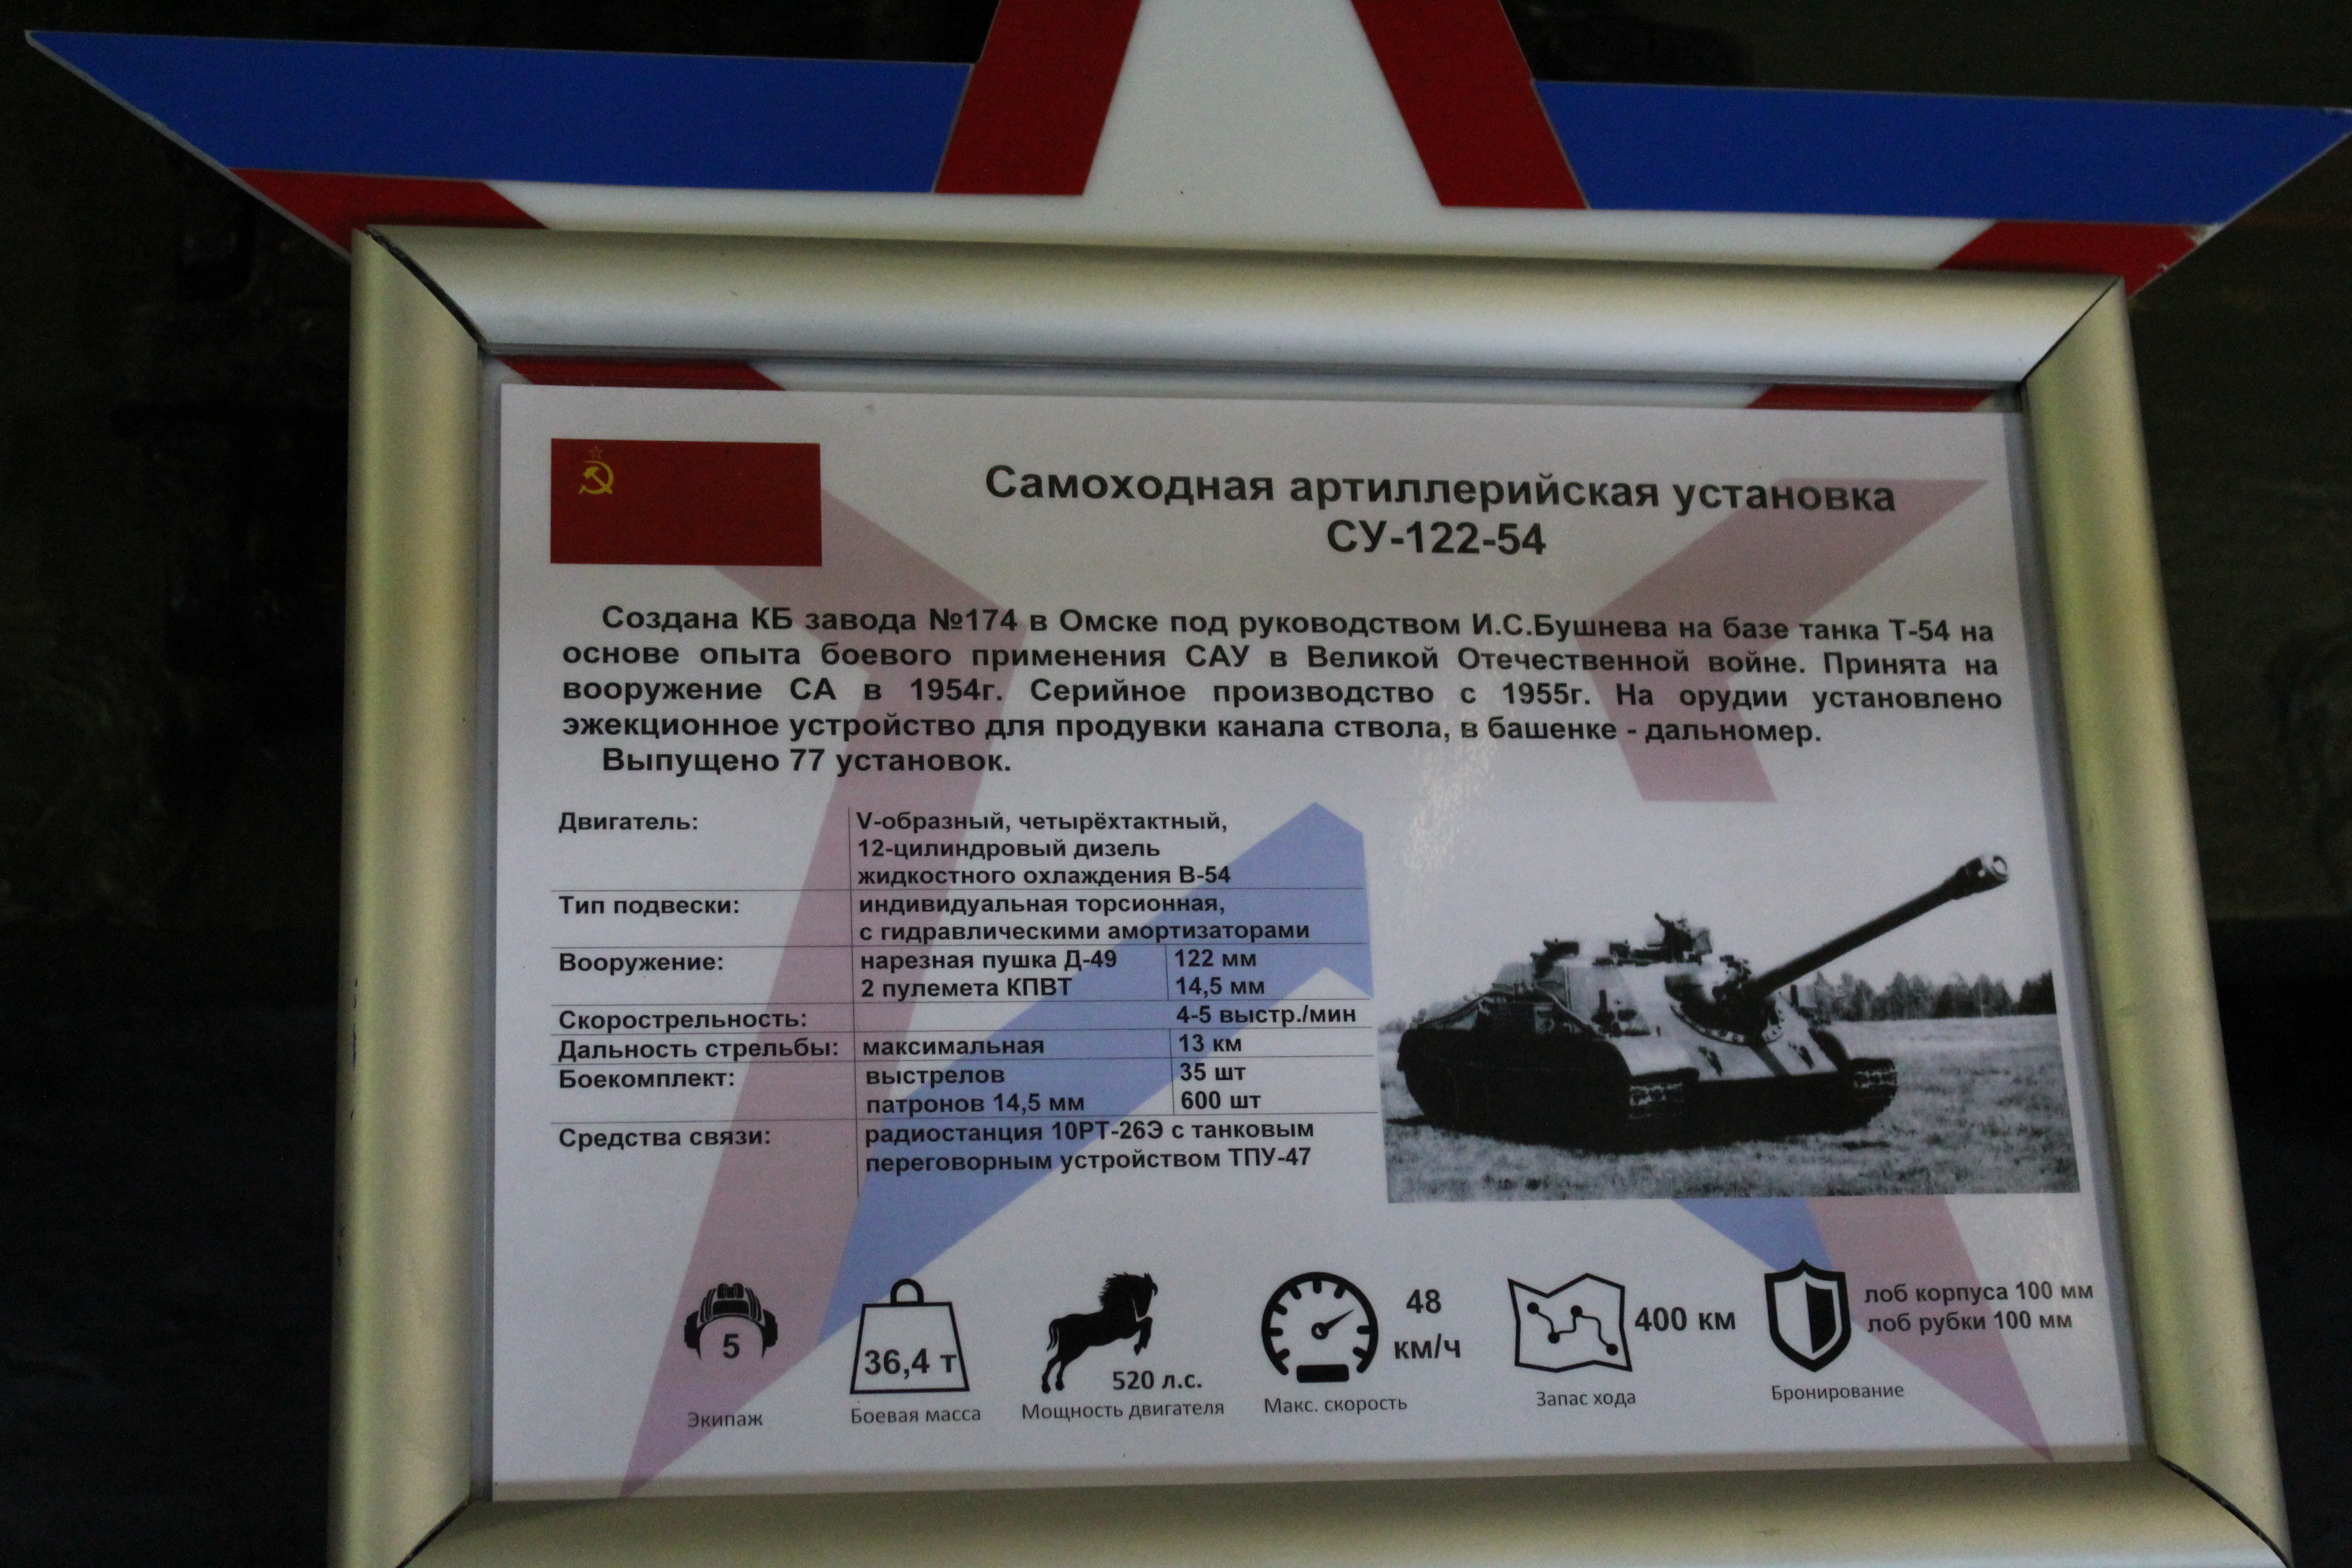 Самоходная артиллерийская установка
СУ-122-54
Создана КБ завода №174 в Омске под руководством И.С.Бушнева на базе танка Т-54 на
основе опыта боевого применения САУ в Великой Отечественной войне. Принята на
вооружение СА в 1954г. Серийное производство с 1955г. На орудии установлено
эжекционное устройство для продувки канала ствола, в башенке - дальномер.
Выпущено 77 установок.
Двигатель: V-образный, четырёхтактный,
12-цилиндровый дизель
жидкостного охлаждения В-54
Тип подвески: индивидуальная торсионная,
с гидравлическими амортизаторами
Вооружение: нарезная пушка Д-49 122 мм
2 пулемета КПВТ 14,5 мм
Скорострельность: 4-5 выстр./мин
Дальность стрельбы: максимальная 13 км
Боекомплект: выстрелов 35 шт
патронов 14,5 мм 600 шт
Средства связи: радиостанция 10РТ-26Э с танковым
переговорным устройством ТПУ-47
5
Экипаж
36,4 т
Боевая масса
520 л.с.
Мощность двигателя
48
км/ч
Макс. скорость
400 км
Запас хода
лоб корпуса 100 мм
лоб рубки 100 мм
Бронирование